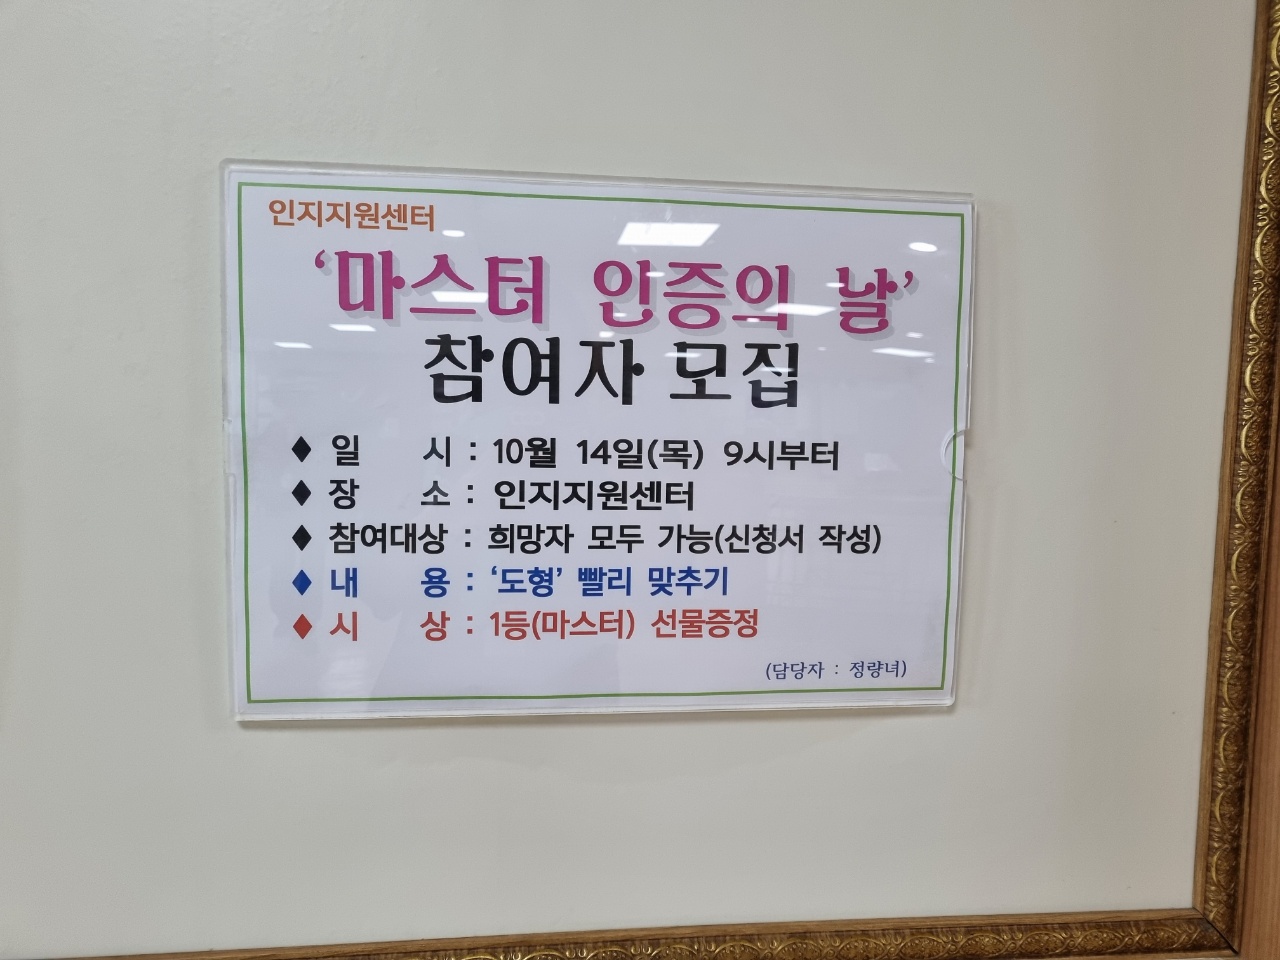 인지지원센터
‘마스터 인증의 날’
참여자 모집
♦ 일 시 : 10월 14일(목) 9시부터
♦ 장 소 : 인지지원센터
♦ 참여대상 : 희망자 모두 가능(신청서 작성)
♦ 내 용 : ‘도형’ 빨리 맞추기
♦ 시 상 : 1등(마스터) 선물증정
(담당자 : 정량녀)